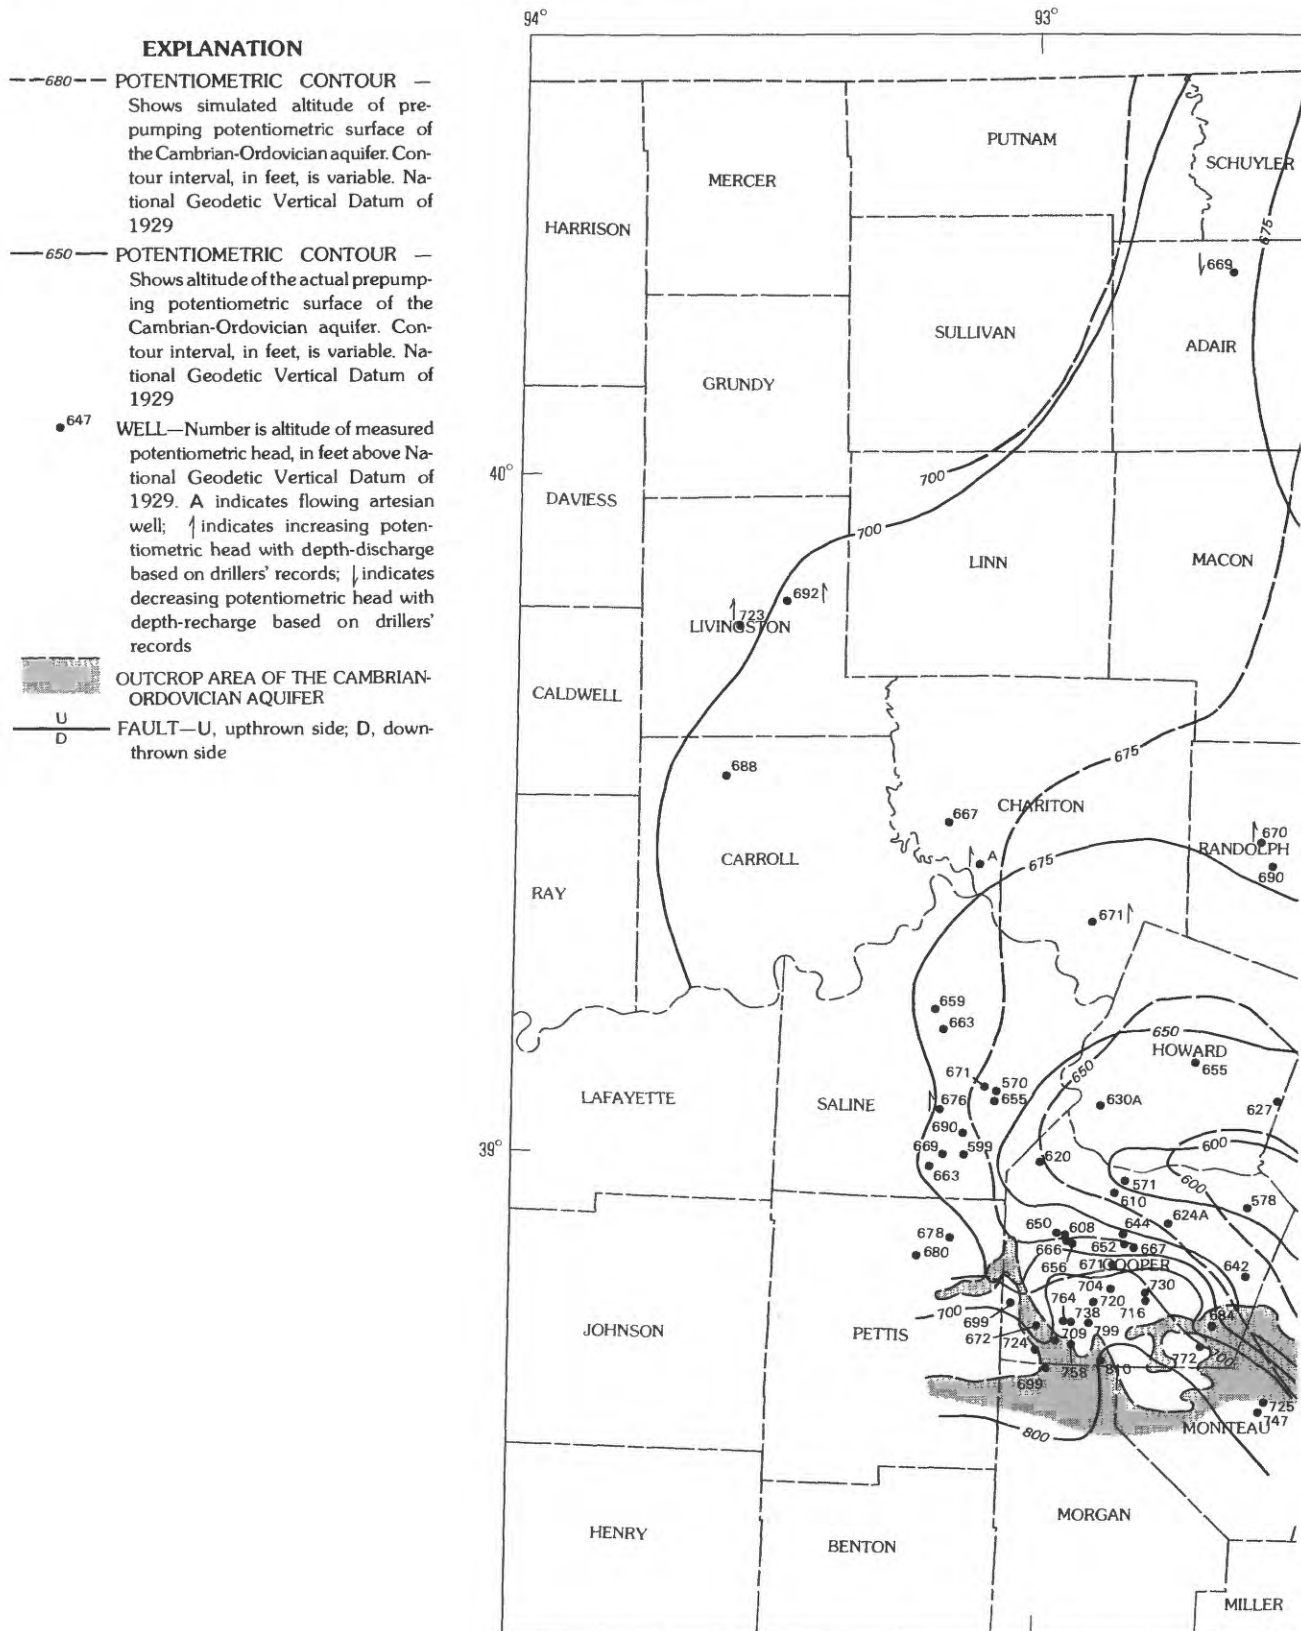 94°
93°
EXPLANATION
680 POTENTIOMETRIC CONTOUR —
Shows simulated altitude of pre-
pumping potentiometric surface of
the Cambrian-Ordovician aquifer. Con-
tour interval, in feet, is variable. Na-
tional Geodetic Vertical Datum of
1929
650 POTENTIOMETRIC CONTOUR —
Shows altitude of the actual prepump-
ing potentiometric surface of the
Cambrian-Ordovician aquifer. Con-
tour interval, in feet, is variable. Na-
tional Geodetic Vertical Datum of
1929
647 WELL—Number is altitude of measured
potentiometric head, in feet above Na-
tional Geodetic Vertical Datum of
1929. A indicates flowing artesian
well; indicates increasing poten-
tiometric head with depth-discharge
based on drillers' records; indicates
decreasing potentiometric head with
depth-recharge based on drillers'
records
OUTCROP AREA OF THE CAMBRIAN-
ORDOVICIAN AQUIFER
U
D
FAULT—U, upthrown side; D, down-
thrown side
PUTNAM
SCHUYLER
MERCER
HARRISON
675
669
SULLIVAN
ADAIR
GRUNDY
40°
700
DAVIESS
700
LINN
MACON
692
723
LIVINGSTON
CALDWELL
675
688
CHARITON
667
670
RANDOLPH
CARROLL
A
675
690
RAY
671
659
663
650
HOWARD
655
650
671
570
LAFAYETTE
SALINE
676
655
630A
627
690
600
39°
669
599
620
663
571
600
610
578
624A
678
650
608
644
680
666
652
667
656
671
COOPER
642
704
730
764
720
700
699
738
716
JOHNSON
PETTIS
672
709
799
684
724
772
700
758
810
699
725
747
800
MONITEAU
MORGAN
HENRY
BENTON
MILLER